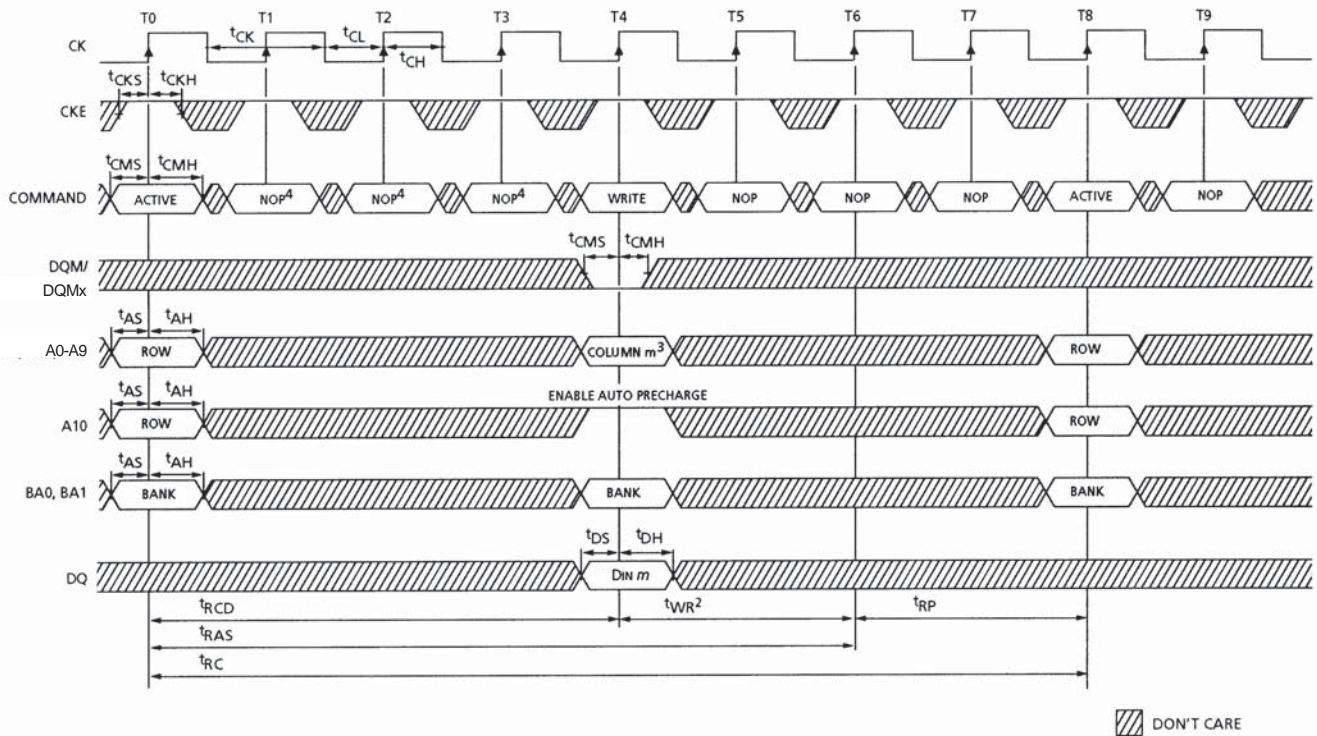 T0 T1 T2 T3 T4 T5 T6 T7 T8 T9
CK
tCK tCL
tCH
tCKS tCKH
CKE
tCMS tCMH
COMMAND ACTIVE NOP4 NOP4 NOP4 WRITE NOP NOP NOP ACTIVE NOP
tCMS tCMH
DQM/
DQMx
tAS tAH
A0-A9 ROW COLUMN m3 ROW
ENABLE AUTO PRECHARGE
tAS tAH
A10 ROW ROW
tAS tAH
BA0, BA1 BANK BANK BANK
tDS tDH
DQ DIN m
tRCD tWR2 tRP
tRAS
tRC
DON'T CARE